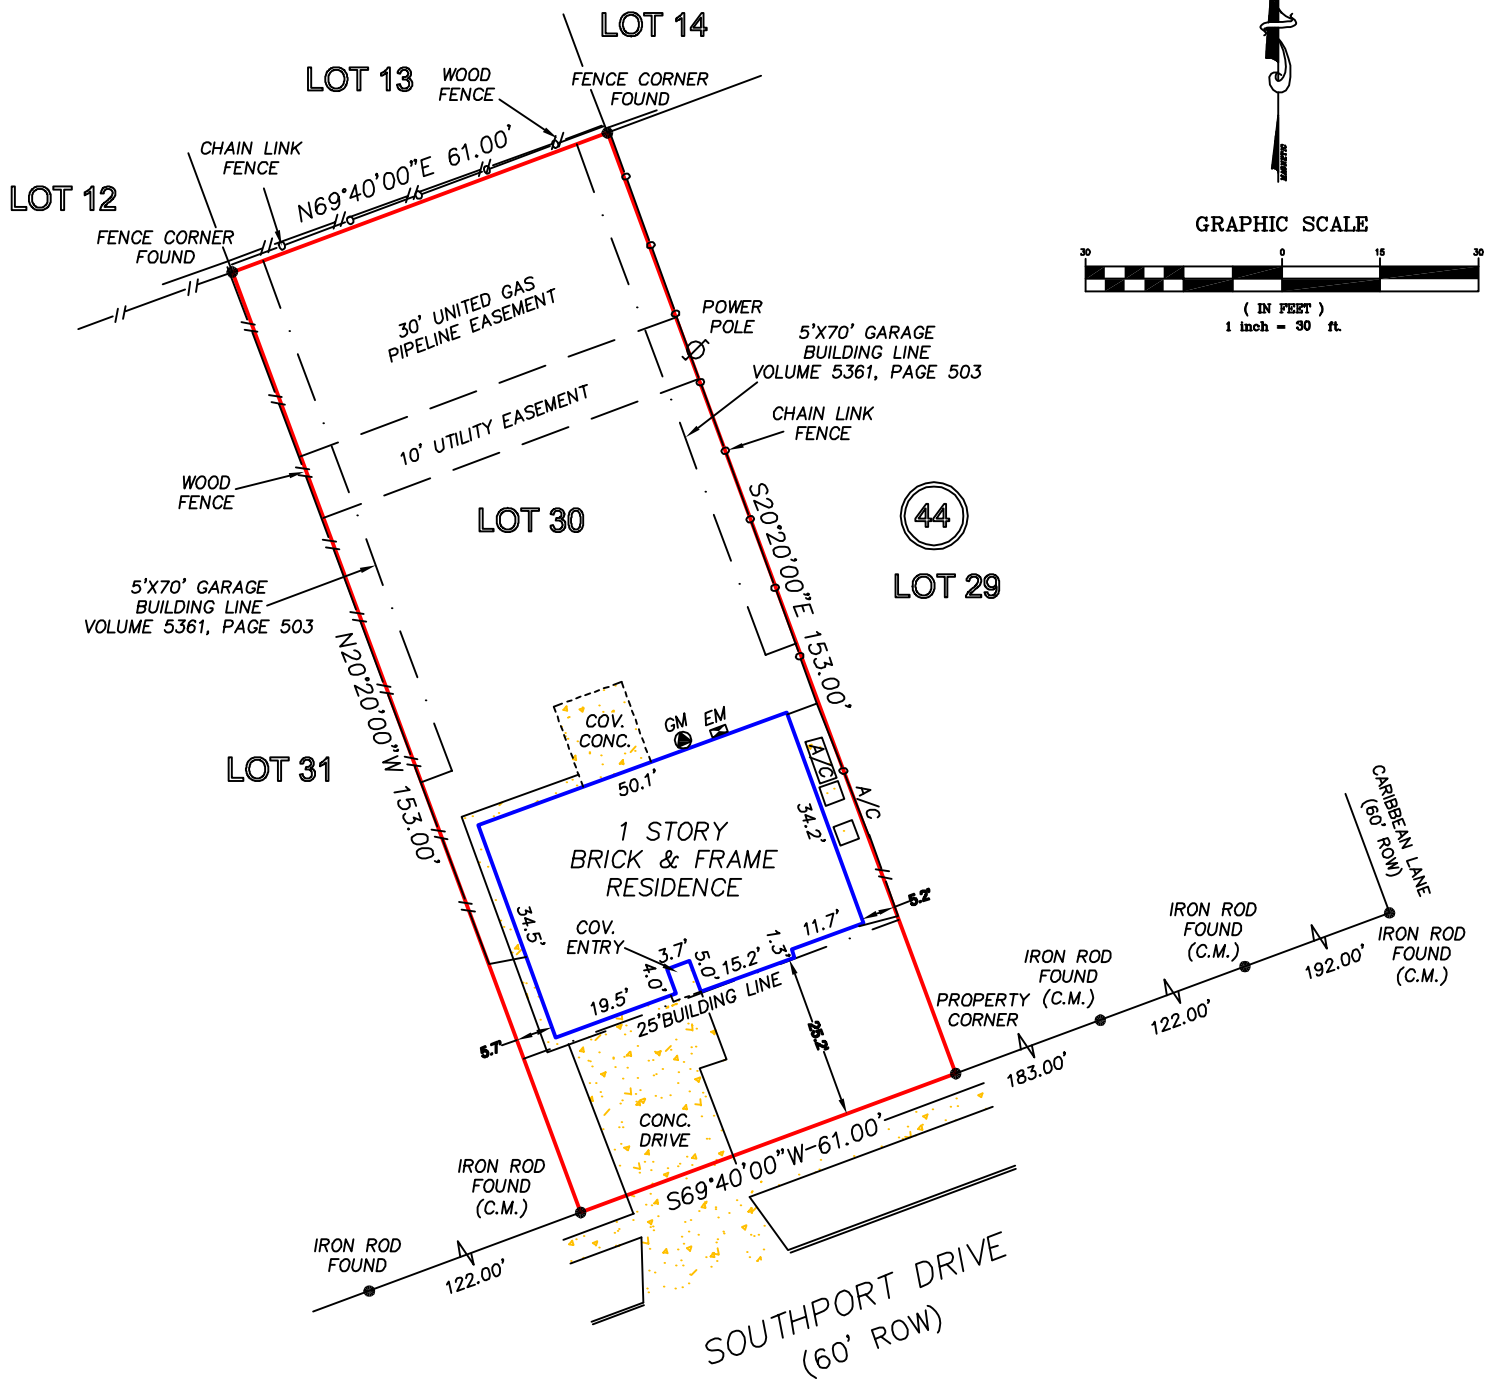 LOT 14
LOT 13
WOOD
FENCE
FENCE CORNER
FOUND
CHAIN LINK
FENCE
N69°40'00"E 61.00'
LOT 12
FENCE CORNER
FOUND
GRAPHIC SCALE
30 0 15 30
( IN FEET )
1 inch = 30 ft.
30' UNITED GAS
PIPELINE EASEMENT
POWER
POLE
5'X70' GARAGE
BUILDING LINE
VOLUME 5361, PAGE 503
10' UTILITY EASEMENT
CHAIN LINK
FENCE
WOOD
FENCE
LOT 30
S20°20'00"E 153.00'
44
LOT 29
5'X70' GARAGE
BUILDING LINE
VOLUME 5361, PAGE 503
N20°20'00"W 153.00'
LOT 31
COV.
CONC.
GM
EM
50.1'
A/C
A/C
34.2'
1 STORY
BRICK & FRAME
RESIDENCE
34.5'
COV.
ENTRY
3.7'
4.0'
5.0'
15.2'
1.3'
11.7'
5.2'
19.5'
25'BUILDING LINE
5.7'
25.2'
CARIBBEAN LANE
(60' ROW)
IRON ROD
FOUND
(C.M.)
IRON ROD
FOUND
(C.M.)
192.00'
IRON ROD
FOUND
(C.M.)
122.00'
PROPERTY
CORNER
183.00'
CONC.
DRIVE
S69°40'00"W-61.00'
IRON ROD
FOUND
(C.M.)
IRON ROD
FOUND
122.00'
SOUTHPORT DRIVE
(60' ROW)